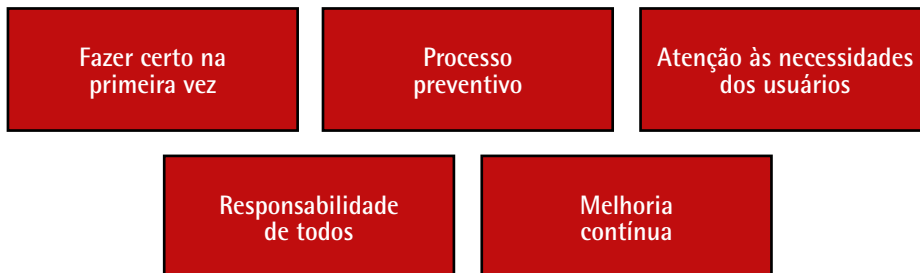 Fazer certo na
primeira vez
Processo
preventivo
Atenção às necessidades
dos usuários
Responsabilidade
de todos
Melhoria
contínua